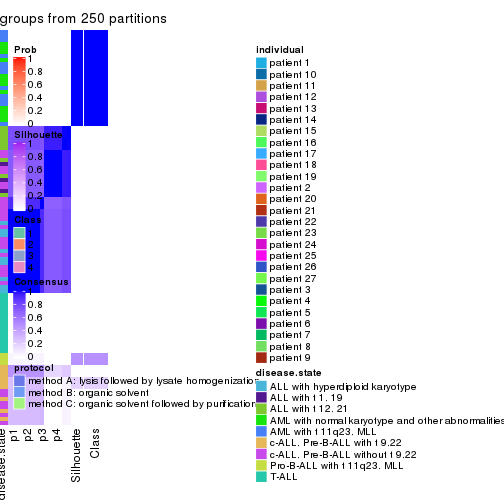 groups from 250 partitions
Prob
1
0.8
0.6
0.4
0.2
0
Silhouette
1
0.8
0.6
0.4
0.2
0
Class
1
2
3
4
Consensus
1
0.8
0.6
0.4
0.2
0
protocol
method A: lysis followed by lysate homogenization
method B: organic solvent
method C: organic solvent followed by purification
disease.state
p1
p2
p3
p4
Silhouette
Class
individual
patient 1
patient 10
patient 11
patient 12
patient 13
patient 14
patient 15
patient 16
patient 17
patient 18
patient 19
patient 2
patient 20
patient 21
patient 22
patient 23
patient 24
patient 25
patient 26
patient 27
patient 3
patient 4
patient 5
patient 6
patient 7
patient 8
patient 9
disease.state
ALL with hyperdiploid karyotype
ALL with t 1. 19
ALL with t 12. 21
AML with normal karyotype and other abnormalities
AML with t 11q23. MLL
c-ALL. Pre-B-ALL with t 9.22
c-ALL. Pre-B-ALL without t 9.22
Pro-B-ALL with t 11q23. MLL
T-ALL